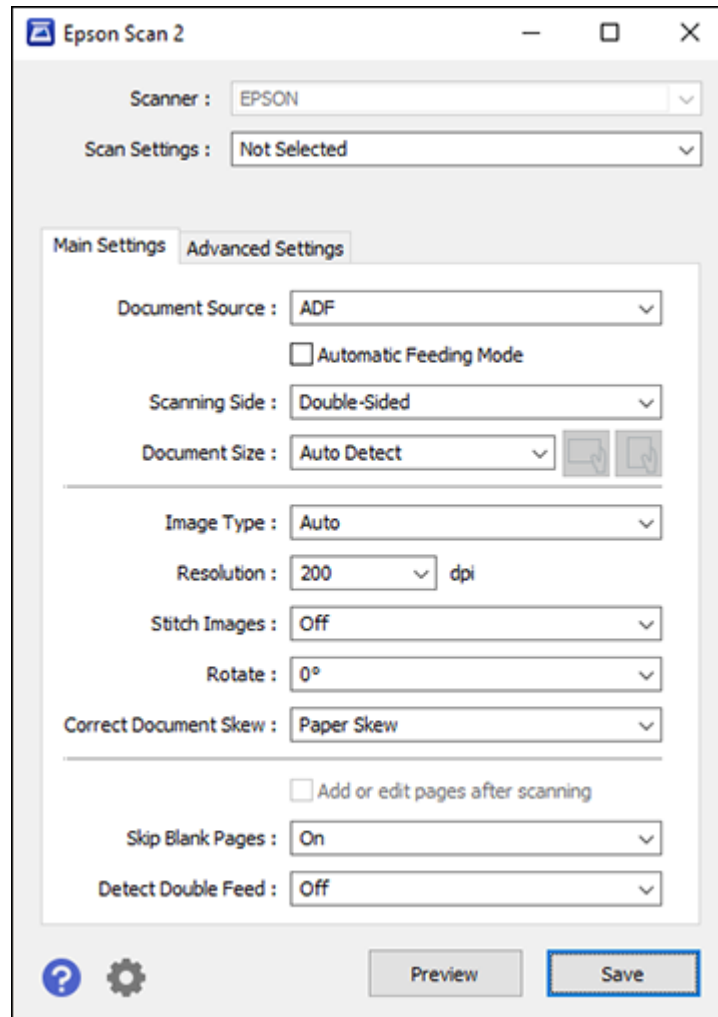 Epson Scan 2
Scanner : EPSON
Scan Settings : Not Selected
Main Settings Advanced Settings
Document Source : ADF
Automatic Feeding Mode
Scanning Side : Double-Sided
Document Size : Auto Detect
Image Type : Auto
Resolution : 200 dpi
Stitch Images : Off
Rotate : 0°
Correct Document Skew : Paper Skew
Add or edit pages after scanning
Skip Blank Pages : On
Detect Double Feed : Off
? Preview Save